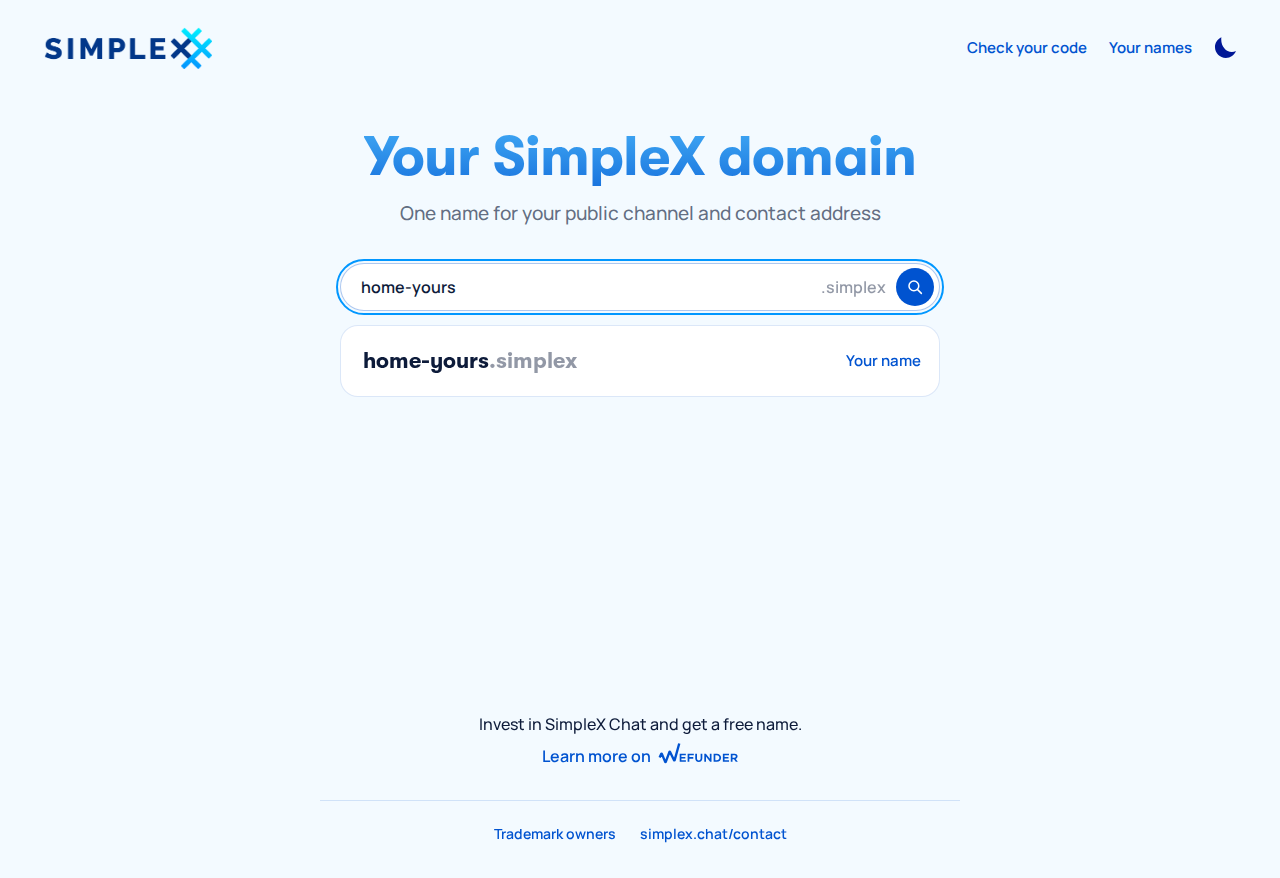 SIMPLEX
Check your code
Your names
Your SimpleX domain
One name for your public channel and contact address
home-yours
.simplex
home-yours.simplex
Your name
Invest in SimpleX Chat and get a free name.
Learn more on WEFUNDER
Trademark owners
simplex.chat/contact